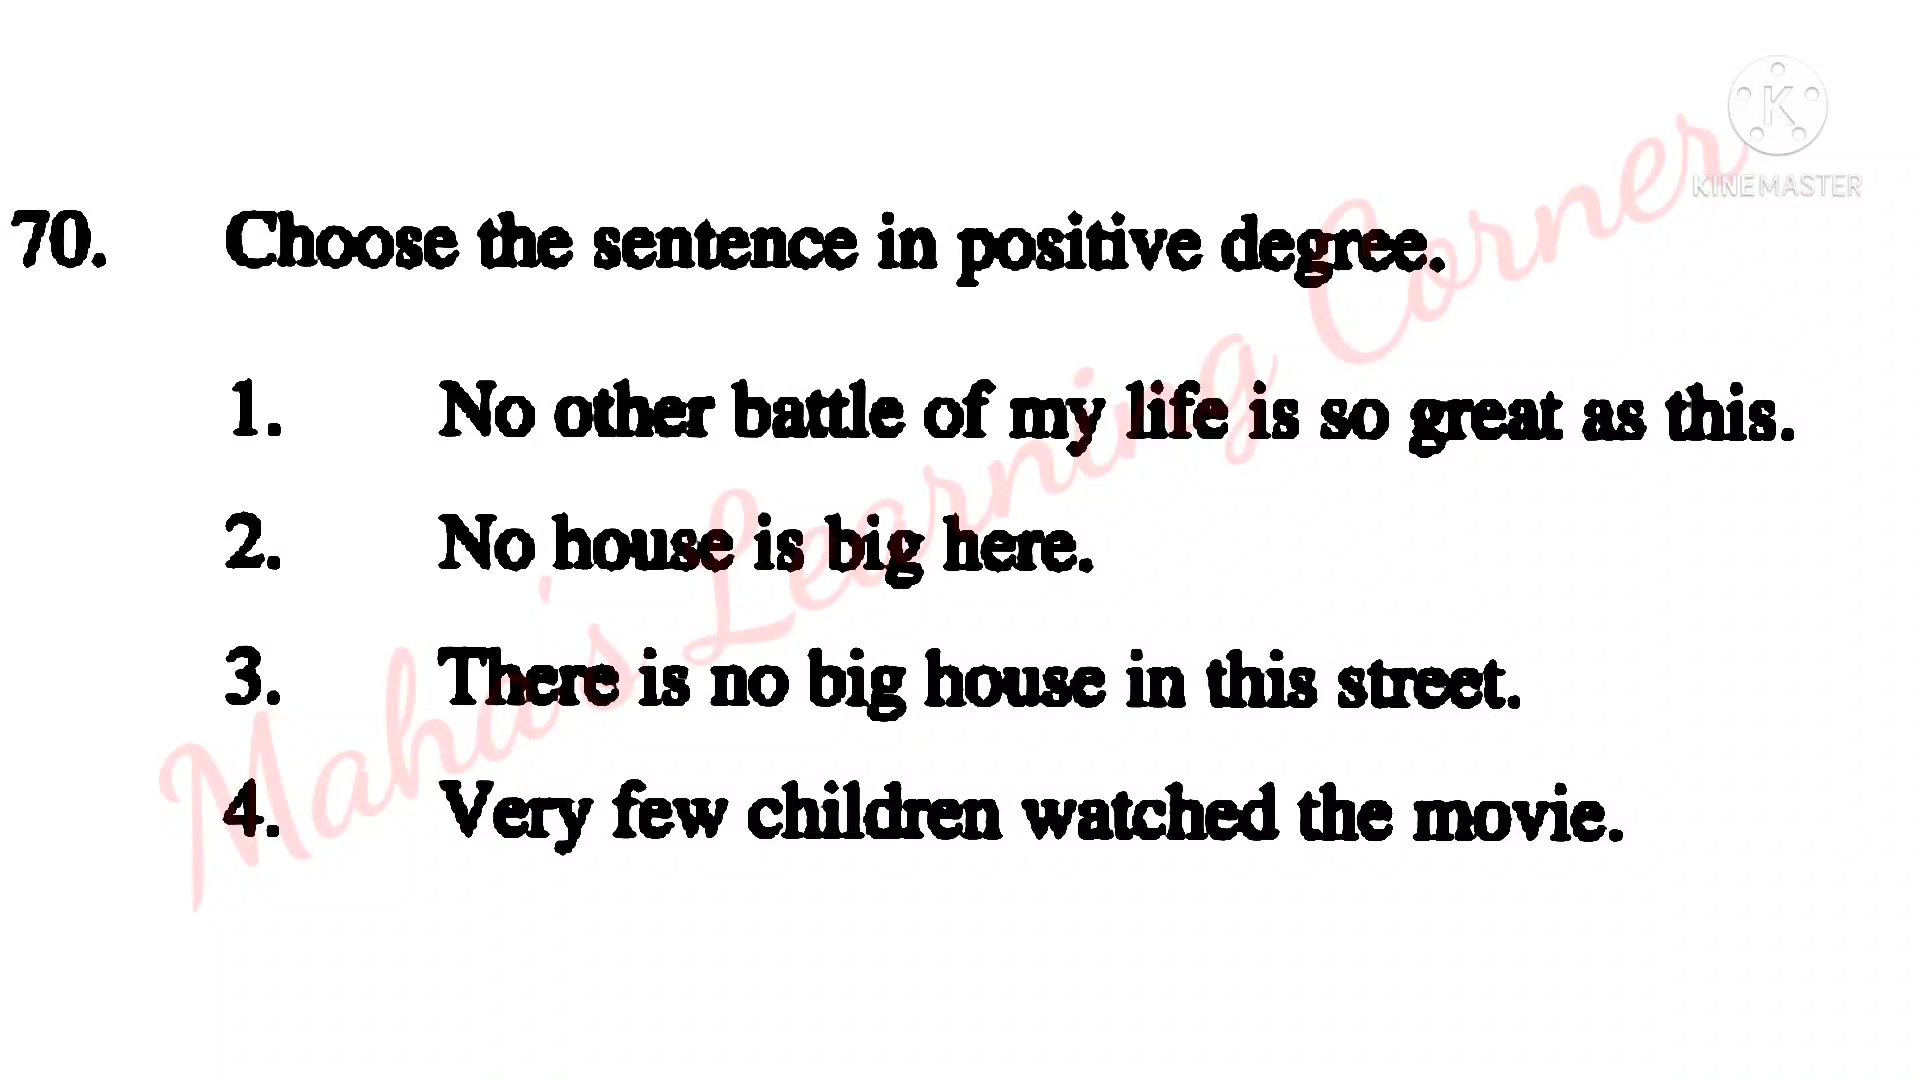 K
KINEMASTER
70. Choose the sentence in positive degree.
1. No other battle of my life is so great as this.
2. No house is big here.
3. There is no big house in this street.
4. Very few children watched the movie.
Maha's Learning Corner